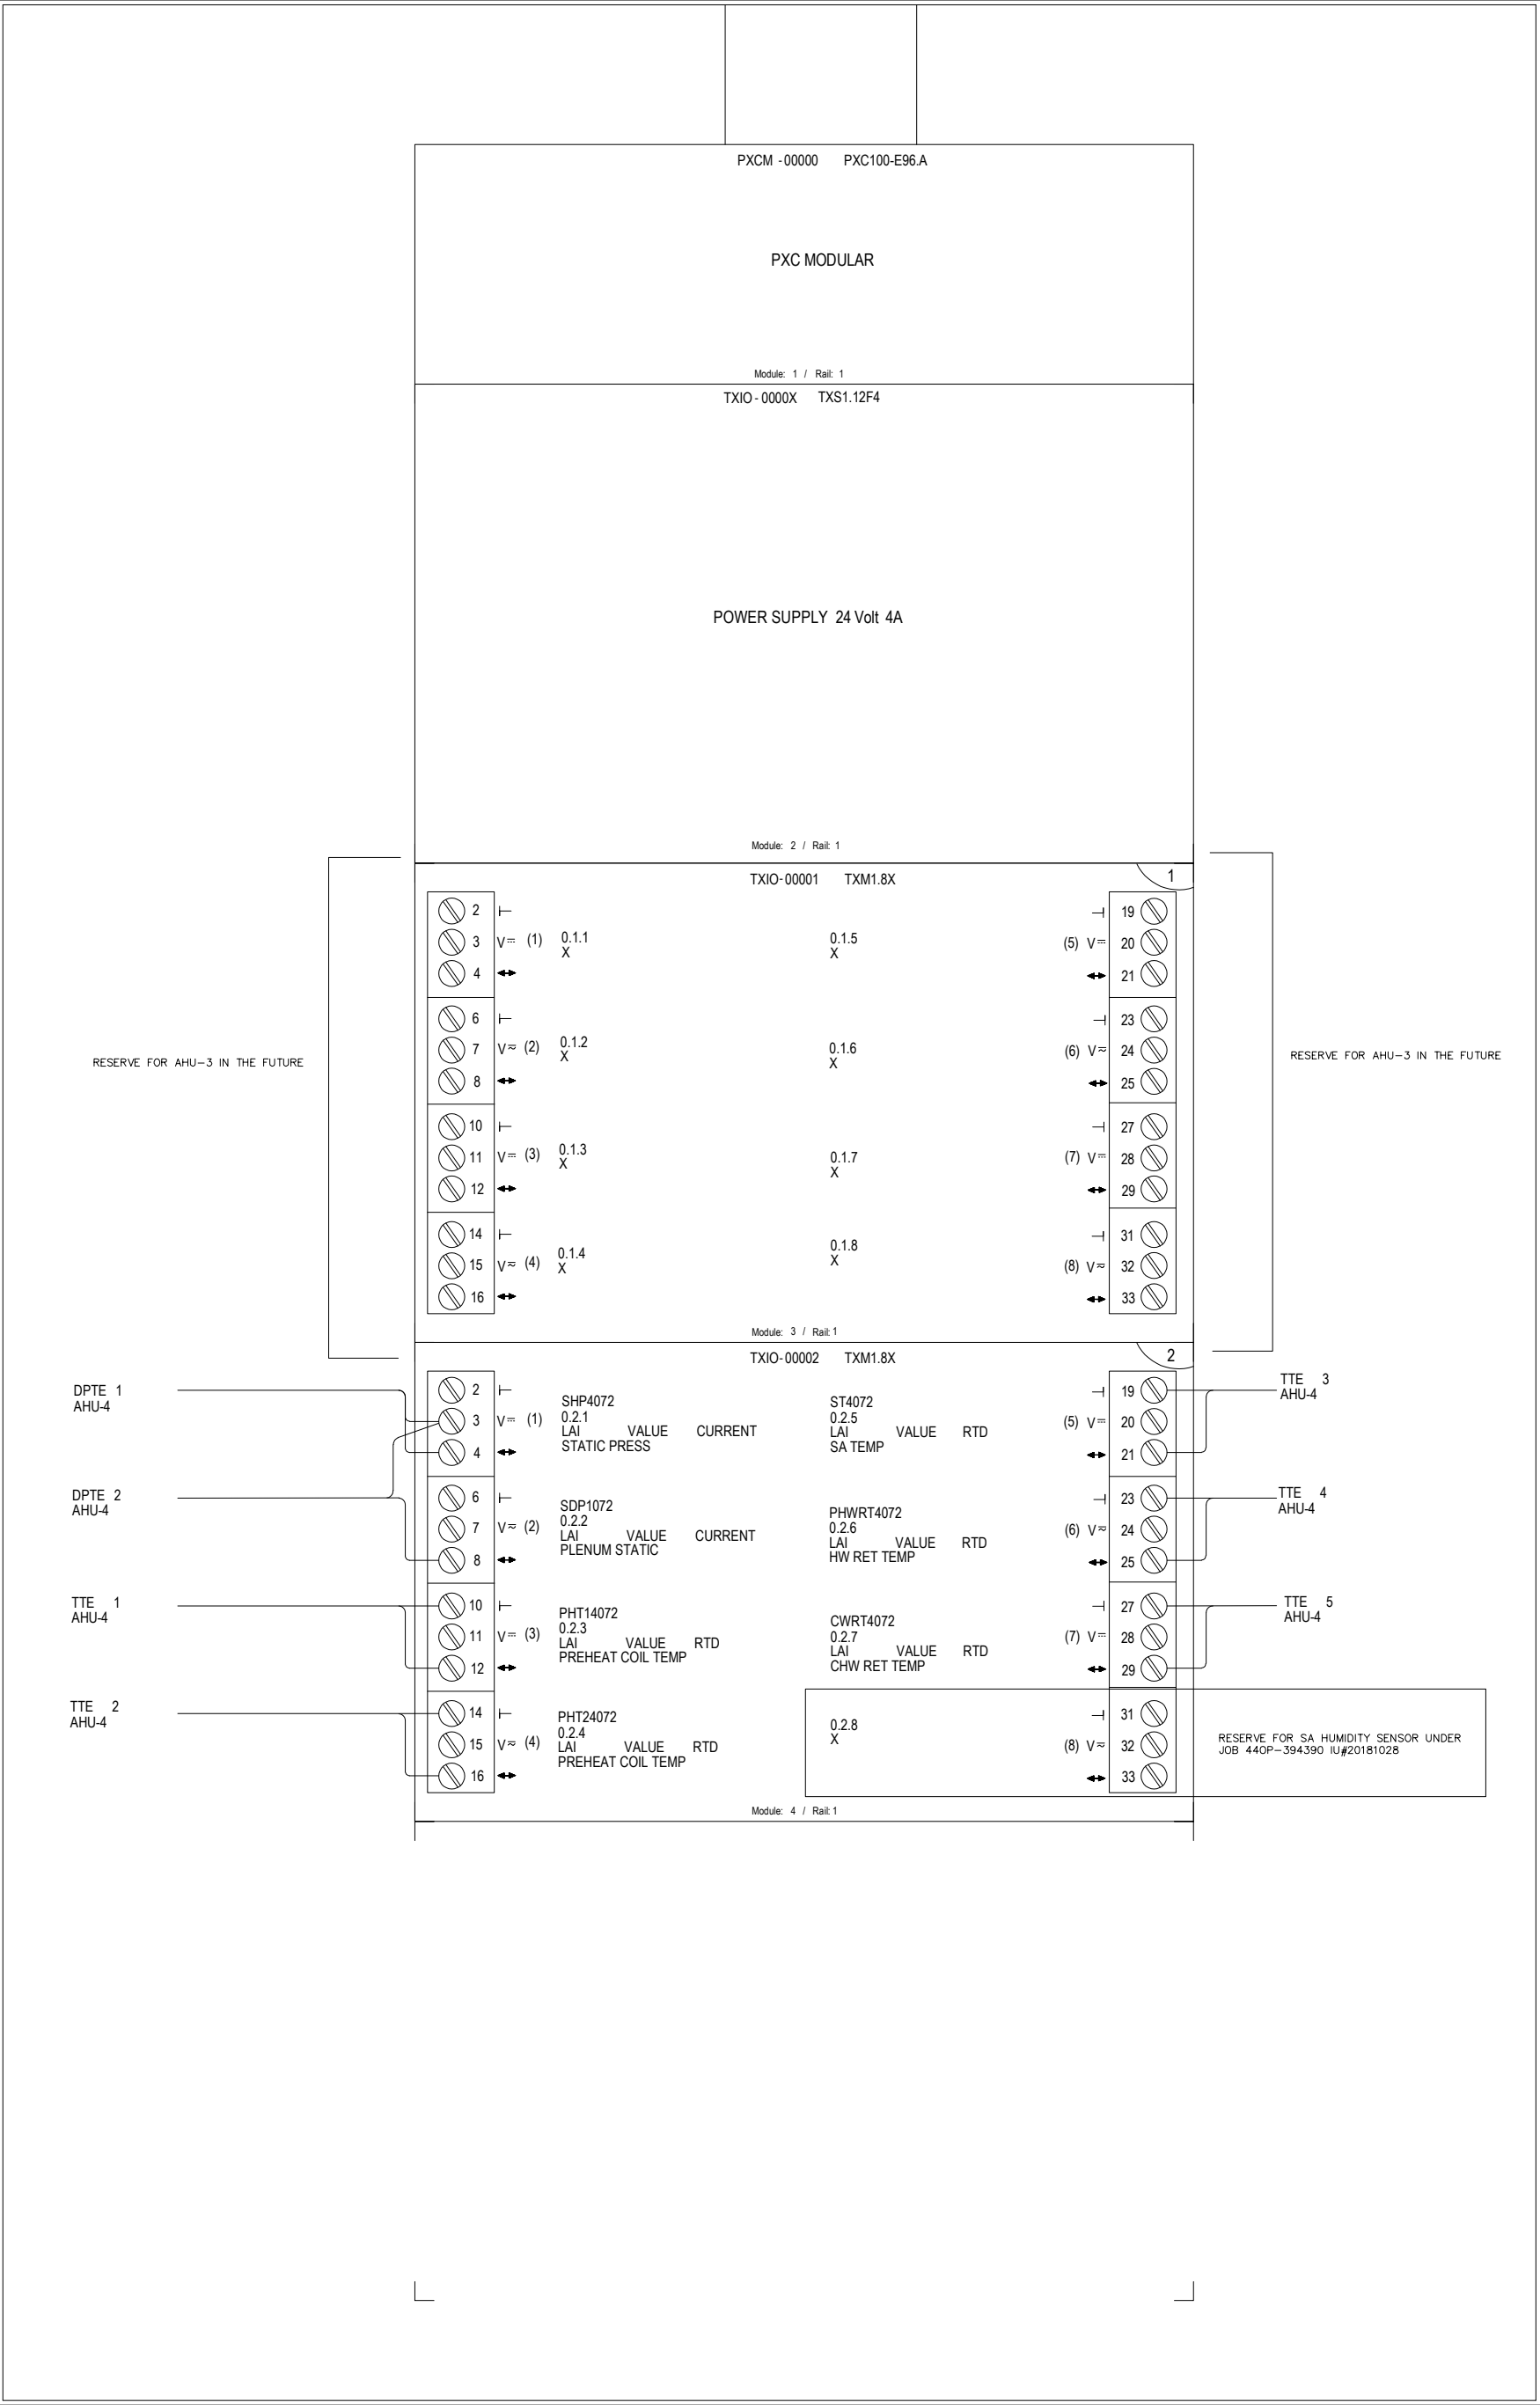 PXCM - 00000 PXC100-E96.A
PXC MODULAR
Module: 1 / Rail: 1
TXIO - 0000X TXS1.12F4
POWER SUPPLY 24 Volt 4A
Module: 2 / Rail: 1
TXIO- 00001 TXM1.8X
1
RESERVE FOR AHU-3 IN THE FUTURE
2
3 V (1)
4
0.1.1
X
6
7 V (2)
8
0.1.2
X
10
11 V (3)
12
0.1.3
X
14
15 V (4)
16
0.1.4
X
0.1.5
X
19
(5) V 20
21
0.1.6
X
23
(6) V 24
25
0.1.7
X
27
(7) V 28
29
0.1.8
X
31
(8) V 32
33
RESERVE FOR AHU-3 IN THE FUTURE
Module: 3 / Rail: 1
TXIO- 00002 TXM1.8X
2
DPTE 1
AHU-4
2
3 V (1)
4
SHP4072
0.2.1
LAI VALUE CURRENT
STATIC PRESS
DPTE 2
AHU-4
6
7 V (2)
8
SDP1072
0.2.2
LAI VALUE CURRENT
PLENUM STATIC
TTE 1
AHU-4
10
11 V (3)
12
PHT14072
0.2.3
LAI VALUE RTD
PREHEAT COIL TEMP
TTE 2
AHU-4
14
15 V (4)
16
PHT24072
0.2.4
LAI VALUE RTD
PREHEAT COIL TEMP
ST4072
0.2.5
LAI VALUE RTD
SA TEMP
19
(5) V 20
21
TTE 3
AHU-4
PHWRT4072
0.2.6
LAI VALUE RTD
HW RET TEMP
23
(6) V 24
25
TTE 4
AHU-4
CWRT4072
0.2.7
LAI VALUE RTD
CHW RET TEMP
27
(7) V 28
29
TTE 5
AHU-4
0.2.8
X
31
(8) V 32
33
RESERVE FOR SA HUMIDITY SENSOR UNDER
JOB 440P-394390 IU#20181028
Module: 4 / Rail: 1